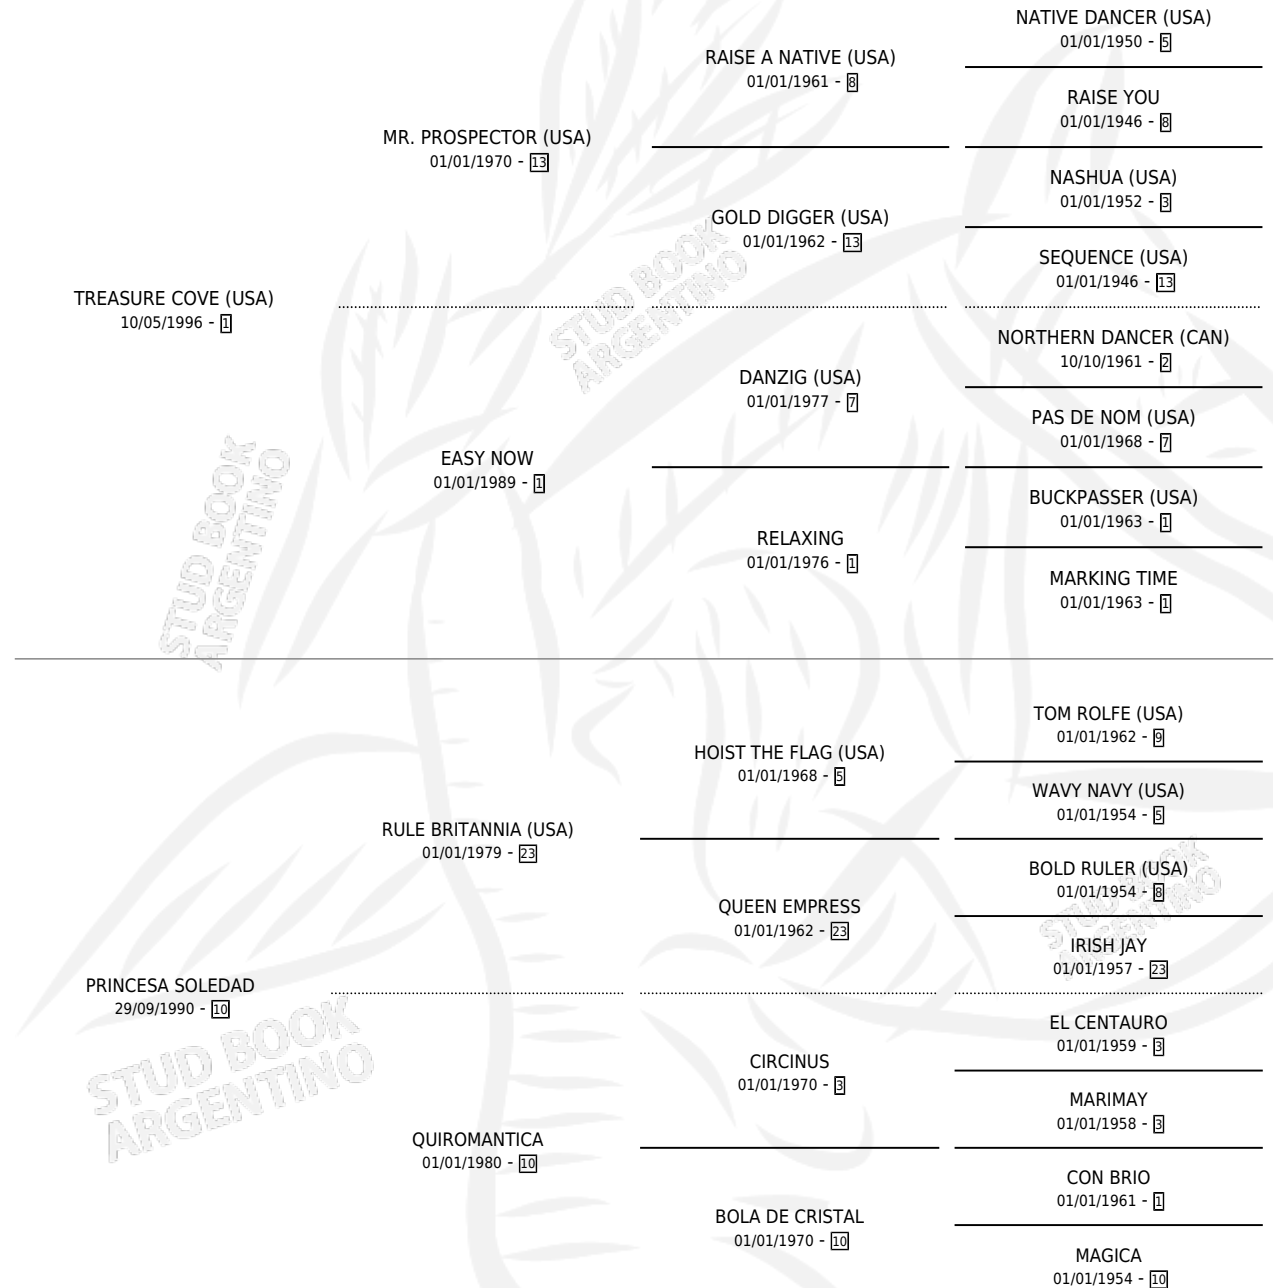 NATIVE DANCER (USA)
01/01/1950 - 5
RAISE A NATIVE (USA)
01/01/1961 - 8
RAISE YOU
01/01/1946 - 8
MR. PROSPECTOR (USA)
01/01/1970 - 13
NASHUA (USA)
01/01/1952 - 3
GOLD DIGGER (USA)
01/01/1962 - 13
SEQUENCE (USA)
01/01/1946 - 13
TREASURE COVE (USA)
10/05/1996 - 1
NORTHERN DANCER (CAN)
10/10/1961 - 2
DANZIG (USA)
01/01/1977 - 7
PAS DE NOM (USA)
01/01/1968 - 7
EASY NOW
01/01/1989 - 1
BUCKPASSER (USA)
01/01/1963 - 1
RELAXING
01/01/1976 - 1
MARKING TIME
01/01/1963 - 1
TOM ROLFE (USA)
01/01/1962 - 9
HOIST THE FLAG (USA)
01/01/1968 - 5
WAVY NAVY (USA)
01/01/1954 - 5
RULE BRITANNIA (USA)
01/01/1979 - 23
BOLD RULER (USA)
01/01/1954 - 8
QUEEN EMPRESS
01/01/1962 - 23
IRISH JAY
01/01/1957 - 23
PRINCESA SOLEDAD
29/09/1990 - 10
EL CENTAURO
01/01/1959 - 3
CIRCINUS
01/01/1970 - 3
MARIMAY
01/01/1958 - 3
QUIROMANTICA
01/01/1980 - 10
CON BRIO
01/01/1961 - 1
BOLA DE CRISTAL
01/01/1970 - 10
MAGICA
01/01/1954 - 10
STUD BOOK
ARGENTINO
STUD BOOK
ARGENTINO
STUD BOOK
ARGENTINO
STUD BOOK
ARGENTINO